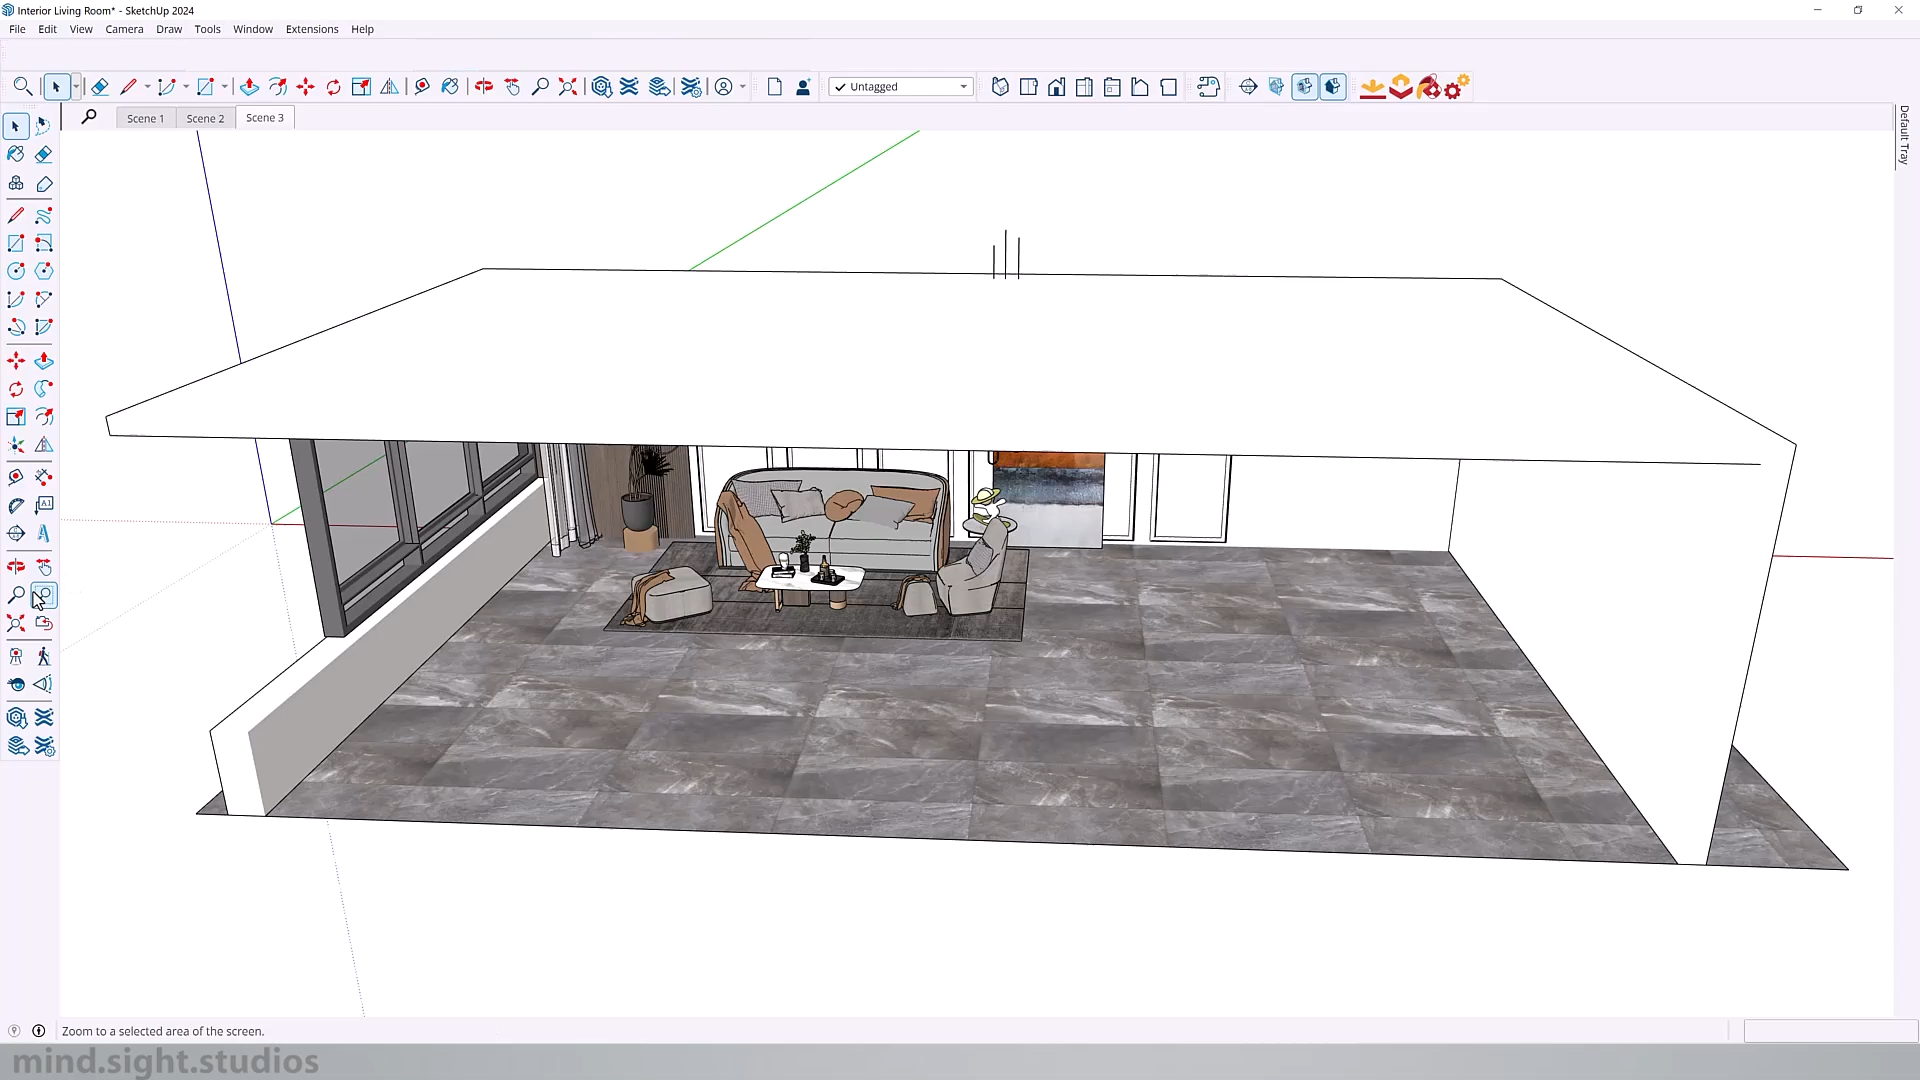 Interior Living Room* - SketchUp 2024
File Edit View Camera Draw Tools Window Extensions Help
Untagged
Scene 1 Scene 2 Scene 3
Default Tray
A1
Zoom to a selected area of the screen.
mind.sight.studios